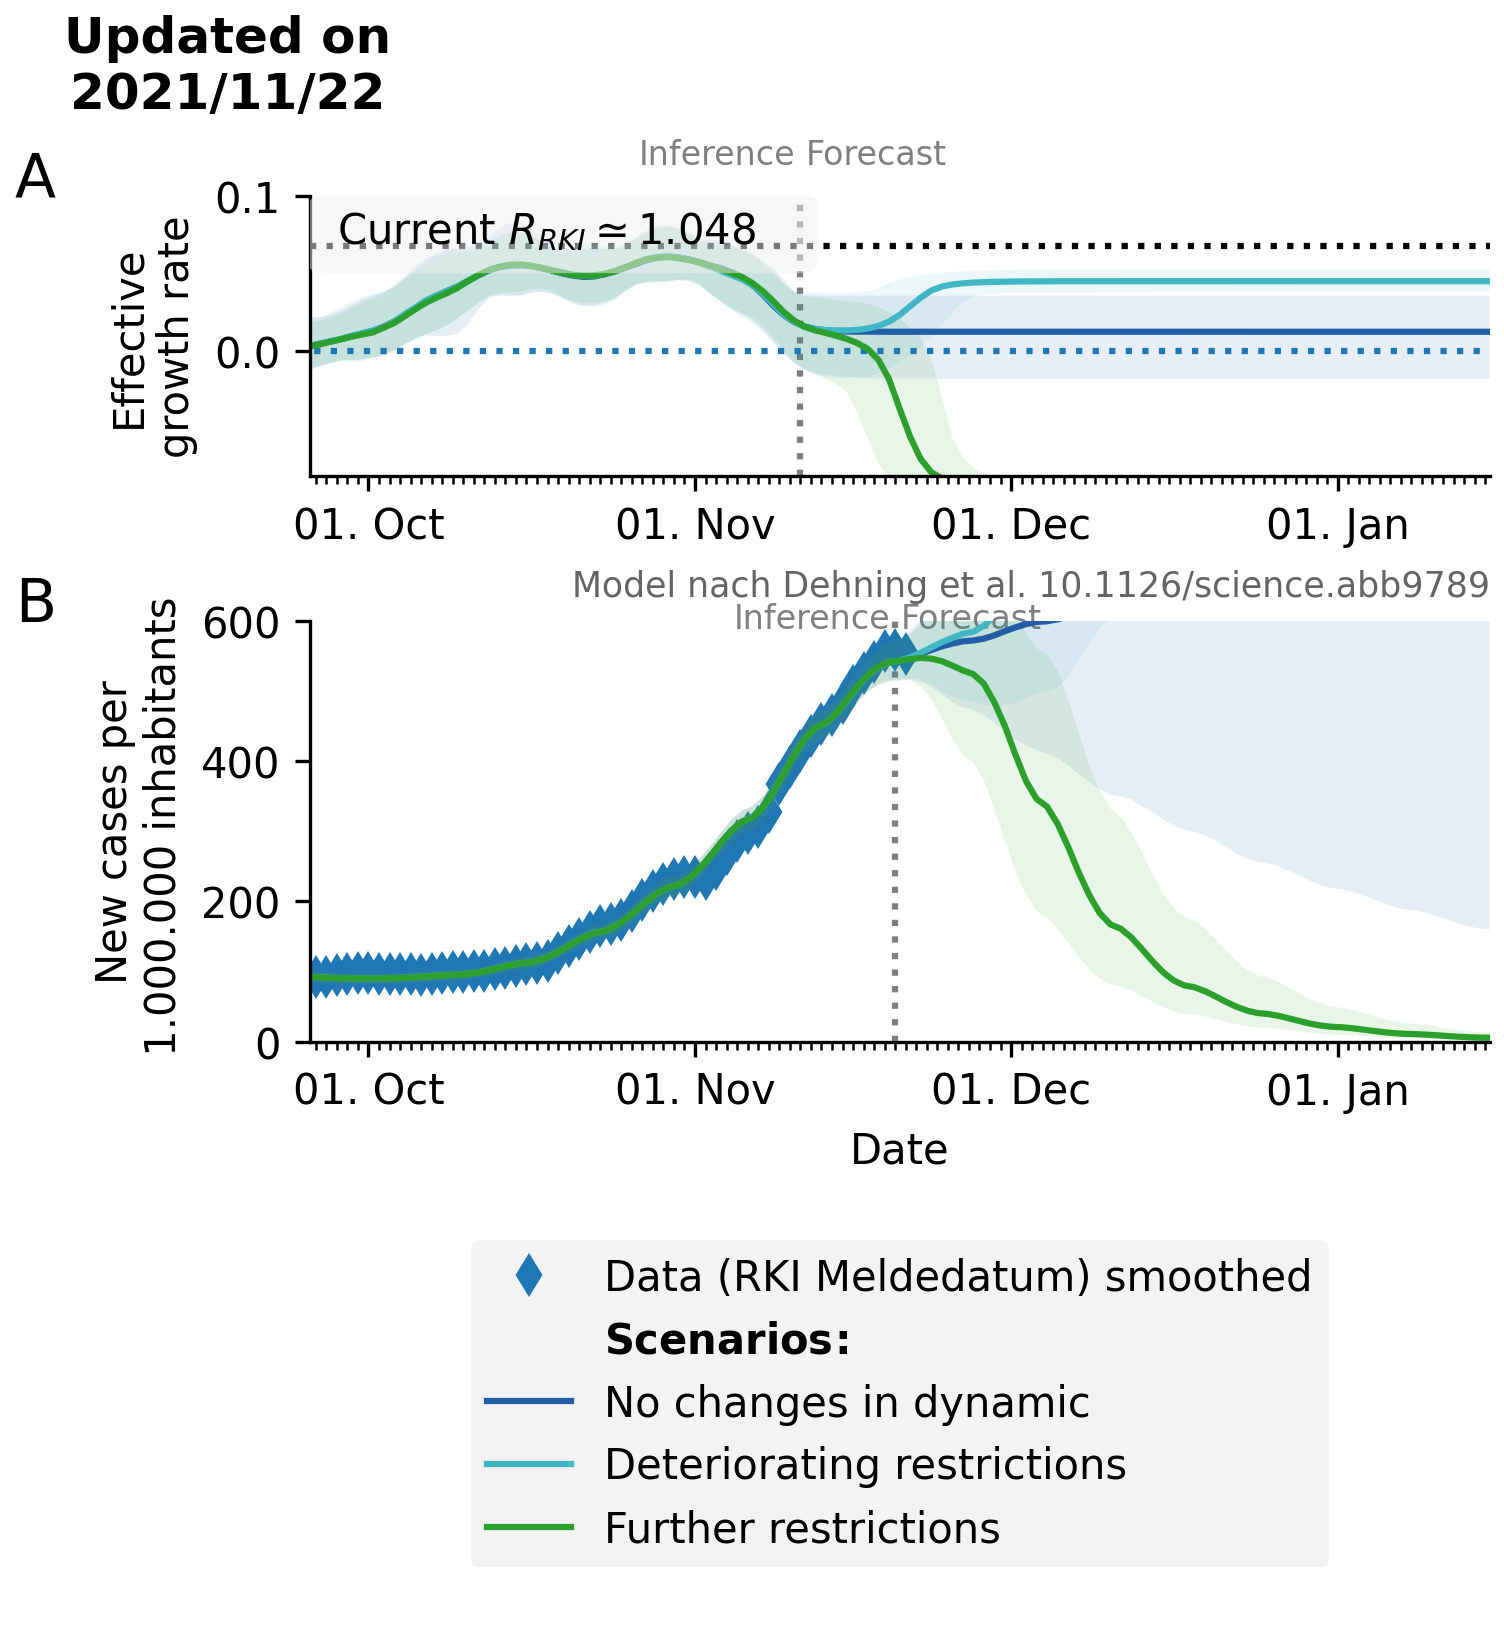 Updated on
2021/11/22
A
Inference Forecast
Effective
growth rate
0.1
0.0
Current R_RKI ≃ 1.048
01. Oct 01. Nov 01. Dec 01. Jan
B
Model nach Dehning et al. 10.1126/science.abb9789
Inference Forecast
New cases per
1.000.000 inhabitants
600
400
200
0
01. Oct 01. Nov 01. Dec 01. Jan
Date
Data (RKI Meldedatum) smoothed
Scenarios:
No changes in dynamic
Deteriorating restrictions
Further restrictions